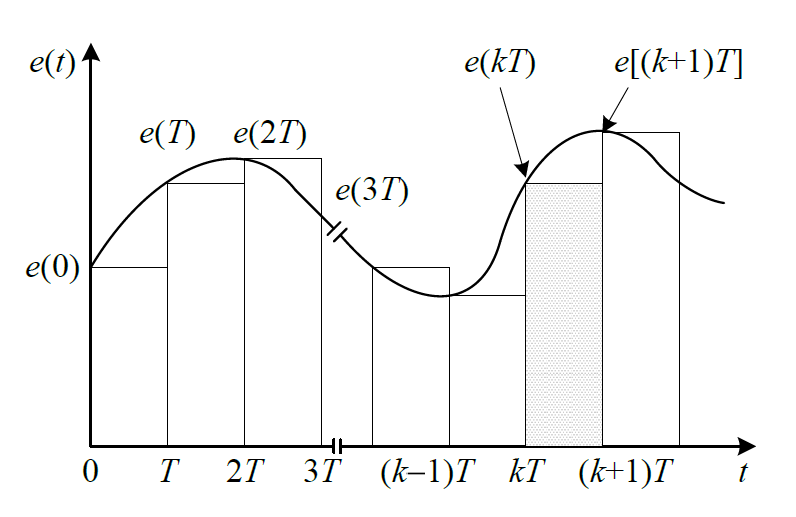 e(t)
e(kT)
e[(k+1)T]
e(T)
e(2T)
e(3T)
e(0)
0
T
2T
3T
(k−1)T
kT
(k+1)T
t